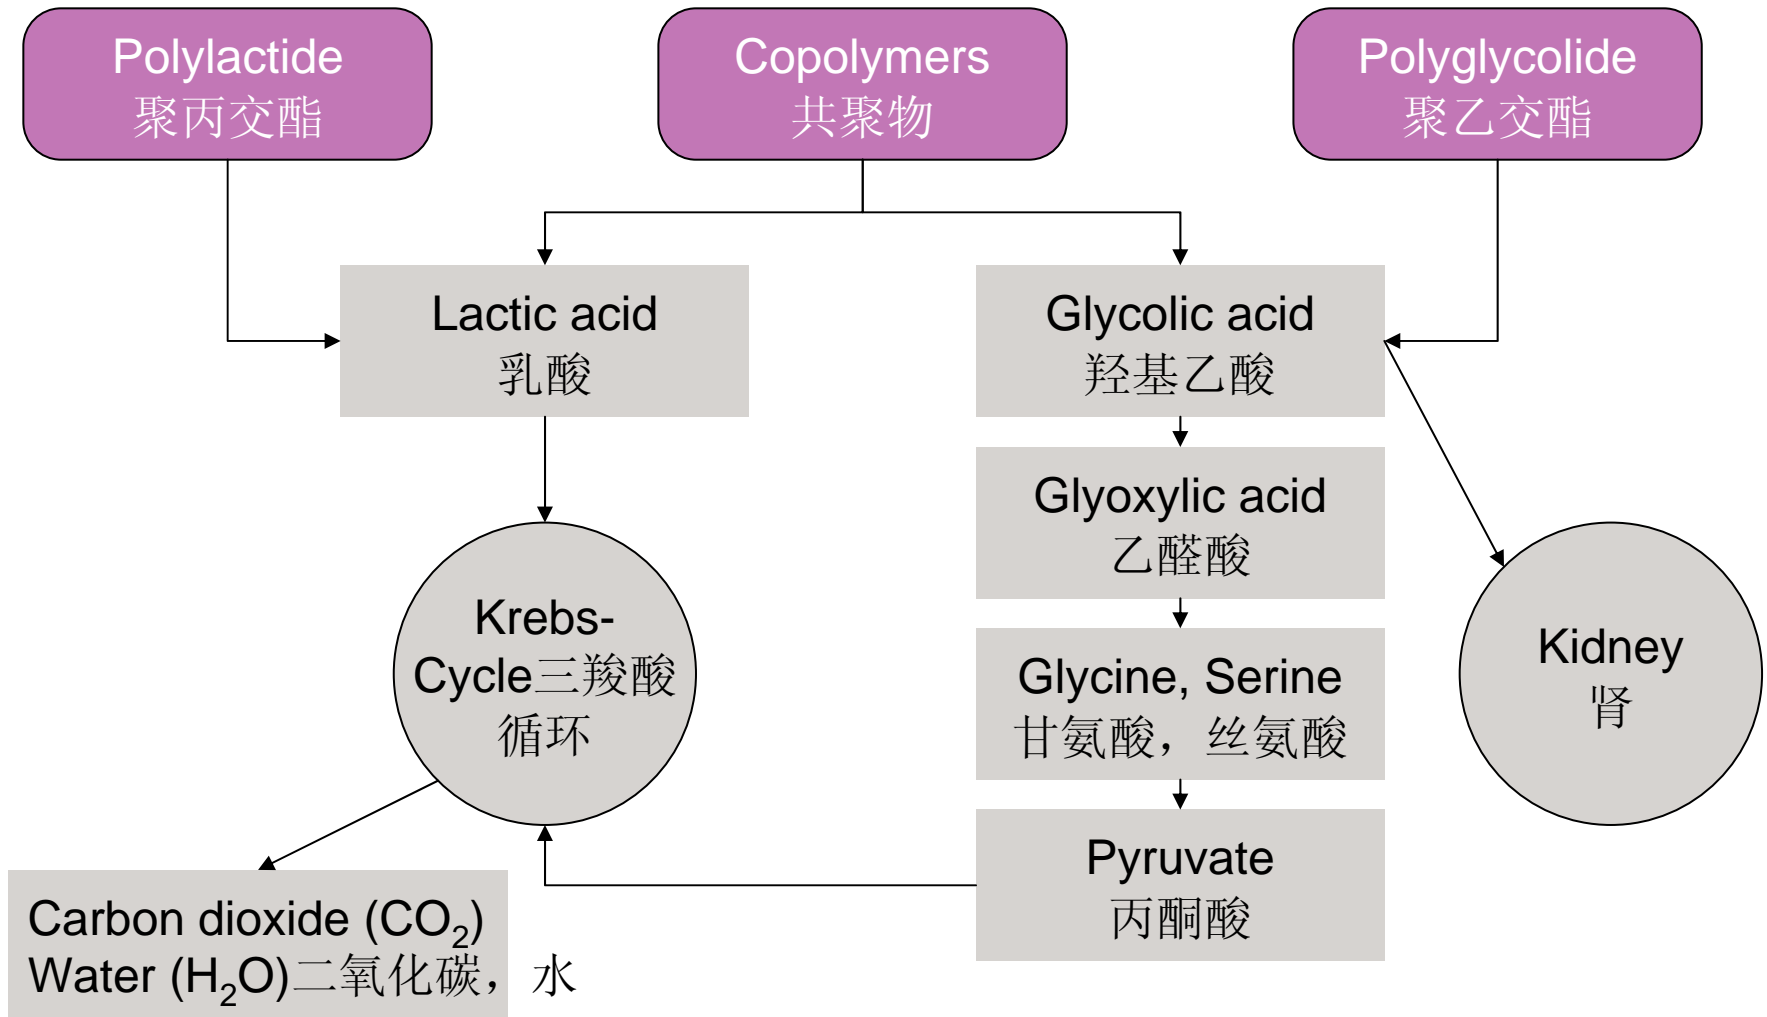 Polylactide
聚丙交酯
Copolymers
共聚物
Polyglycolide
聚乙交酯
Lactic acid
乳酸
Glycolic acid
羟基乙酸
Glyoxylic acid
乙醛酸
Krebs-
Cycle三羧酸
循环
Glycine, Serine
甘氨酸，丝氨酸
Kidney
肾
Pyruvate
丙酮酸
Carbon dioxide (CO₂)
Water (H₂O)二氧化碳，水